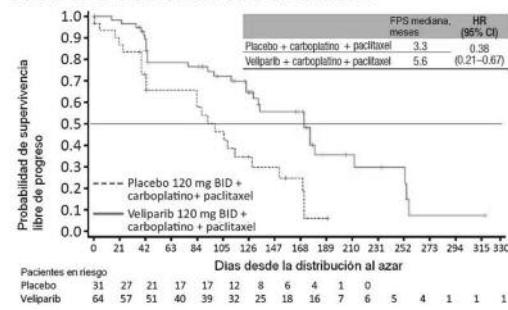 FPS mediana, meses HR (95% CI)
Placebo + carboplatino + paclitaxel 3.3 0.38 (0.21–0.67)
Veliparib + carboplatino + paclitaxel 5.6
Probabilidad de supervivencia
libre de progreso
1.0
0.9
0.8
0.7
0.6
0.5
0.4
0.3
0.2
0.1
0.0
Placebo 120 mg BID +
carboplatino+ paclitaxel
Veliparib 120 mg BID +
carboplatino+ paclitaxel
0 21 42 63 84 105 126 147 168 189 210 231 252 273 294 315 330
Días desde la distribución al azar
Pacientes en riesgo
Placebo 31 27 21 17 17 12 8 6 4 1 0
Veliparib 64 57 51 40 39 32 25 18 16 7 6 5 4 1 1 1